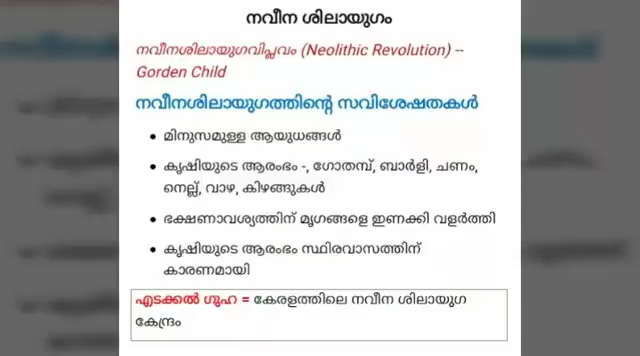 നവീന ശിലായുഗം
നവീനശിലായുഗവിപ്ലവം (Neolithic Revolution) --
Gorden Child
നവീനശിലായുഗത്തിന്റെ സവിശേഷതകൾ
• മിനുസമുള്ള ആയുധങ്ങൾ
• കൃഷിയുടെ ആരംഭം -, ഗോതമ്പ്, ബാർളി, ചണം,
നെല്ല്, വാഴ, കിഴങ്ങുകൾ
• ഭക്ഷണാവശ്യത്തിന് മൃഗങ്ങളെ ഇണക്കി വളർത്തി
• കൃഷിയുടെ ആരംഭം സ്ഥിരവാസത്തിന്
കാരണമായി
എടക്കൽ ഗുഹ = കേരളത്തിലെ നവീന ശിലായുഗ
കേന്ദ്രം